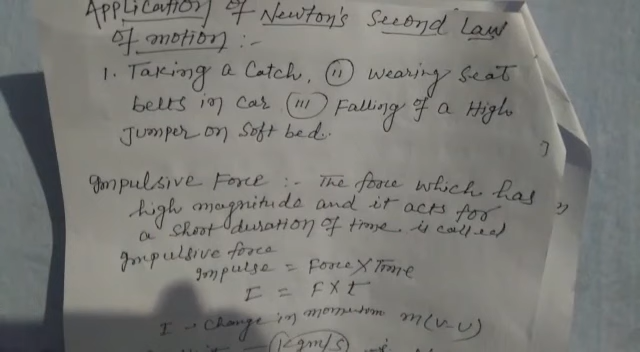 Application of Newton's Second Law
of motion :-
1. Taking a Catch, (ii) wearing Seat
belts in car (iii) Falling of a High
Jumper on Soft bed.
Impulsive Force :- The force which has
high magnitude and it acts for
a short duration of time is called
Impulsive force
Impulse = Force X Time
I = F X t
I → Change in momentum m(v-u)
kgm/s